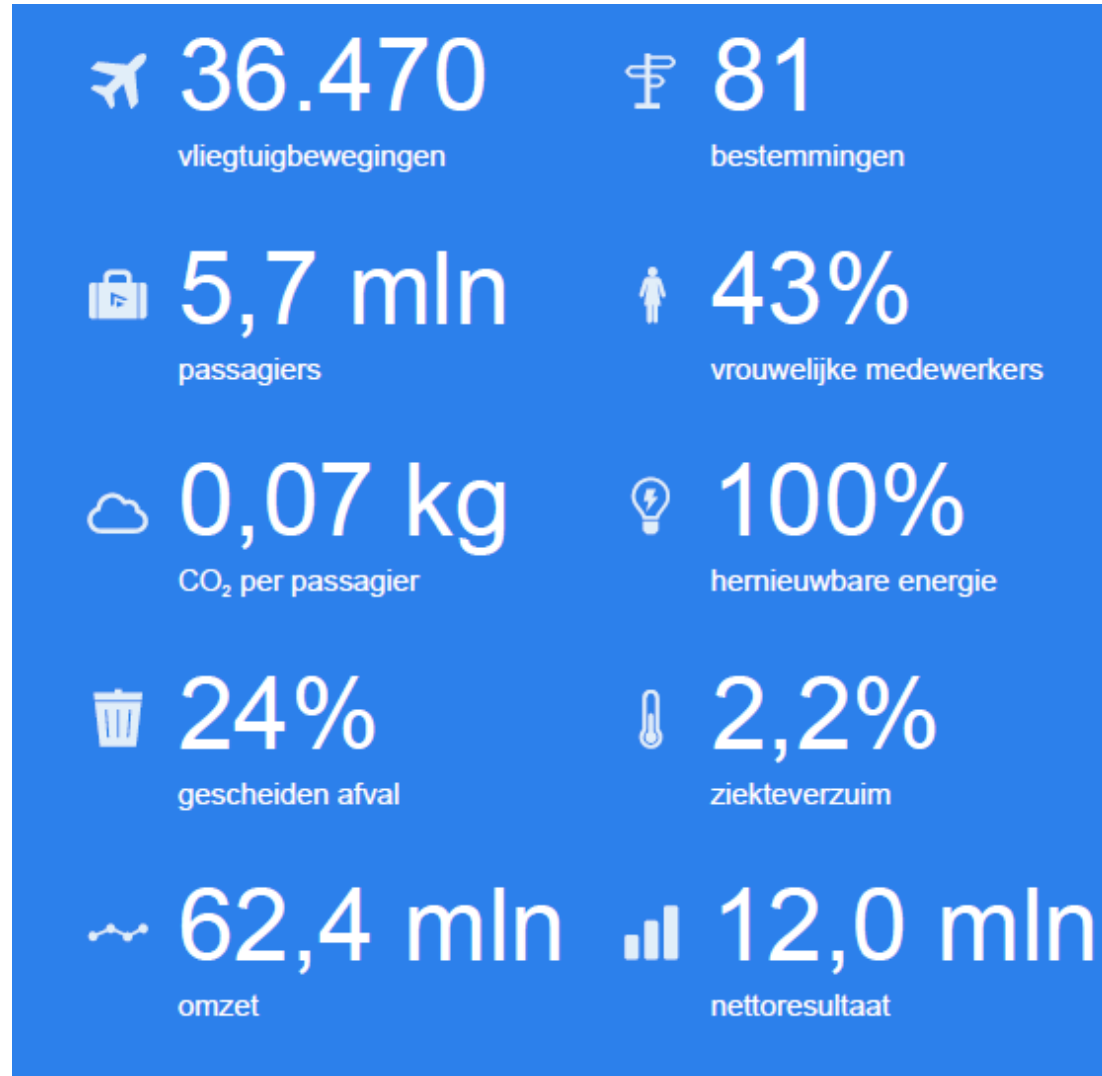 36.470
vliegtuigbewegingen
81
bestemmingen
5,7 mln
passagiers
43%
vrouwelijke medewerkers
0,07 kg
CO₂ per passagier
100%
hernieuwbare energie
24%
gescheiden afval
2,2%
ziekteverzuim
62,4 mln
omzet
12,0 mln
nettoresultaat